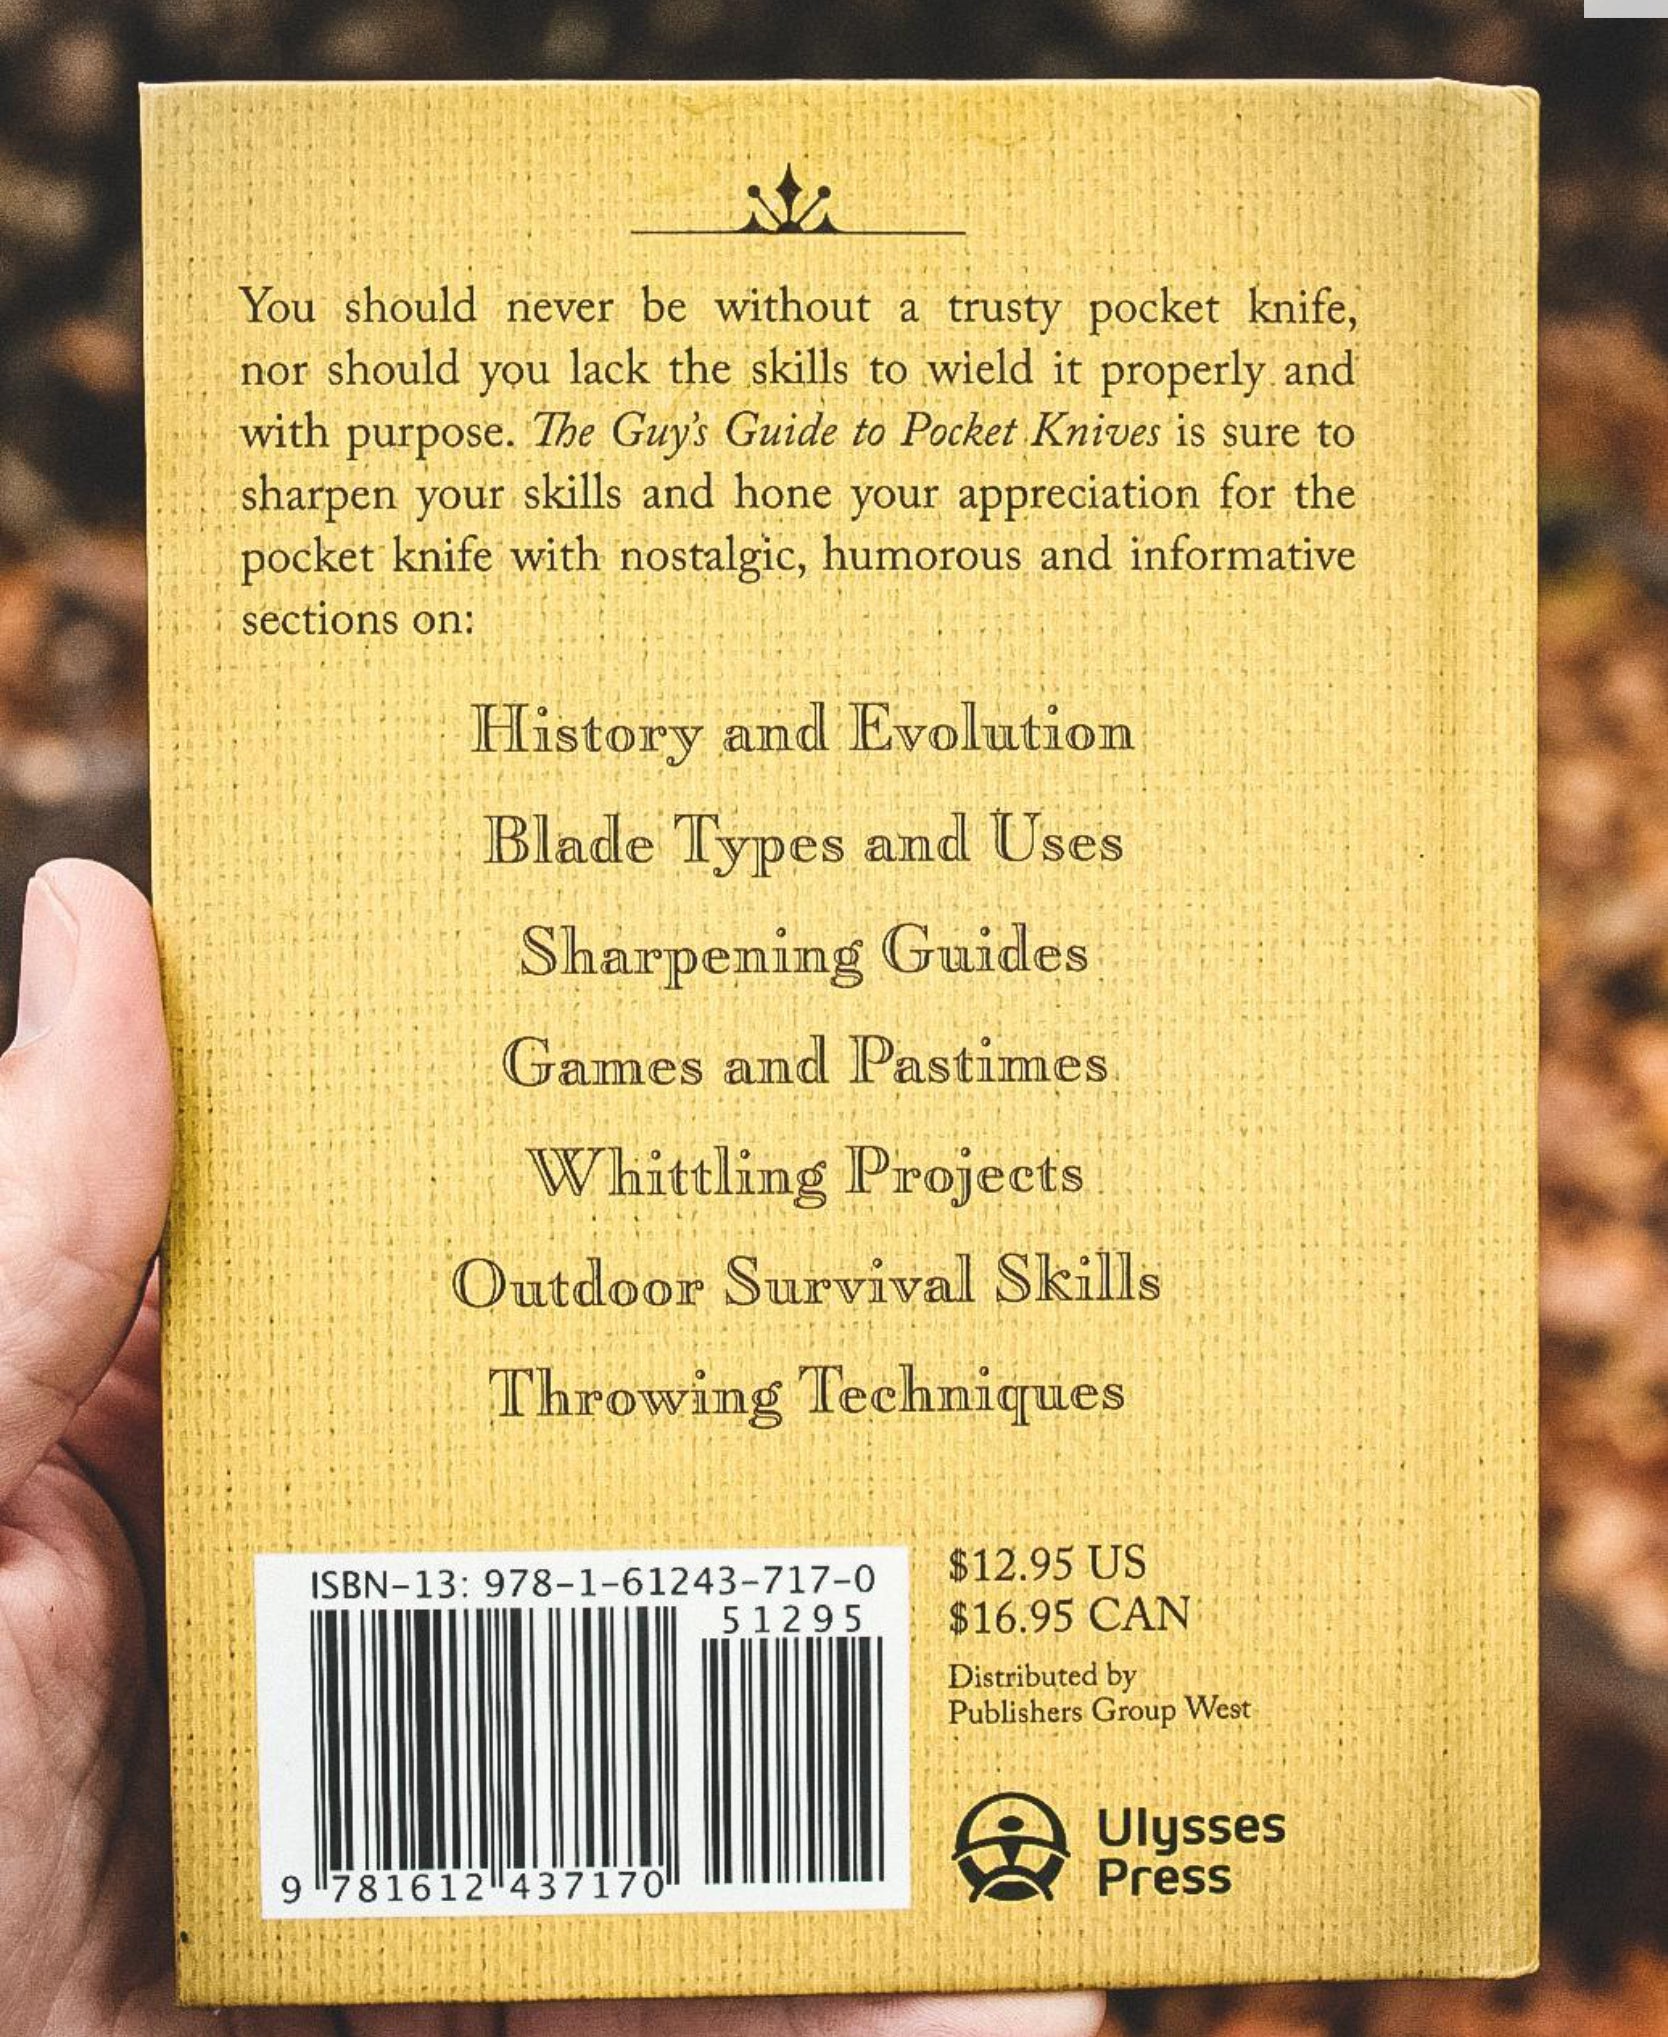 You should never be without a trusty pocket knife,
nor should you lack the skills to wield it properly and
with purpose. The Guy's Guide to Pocket Knives is sure to
sharpen your skills and hone your appreciation for the
pocket knife with nostalgic, humorous and informative
sections on:
History and Evolution
Blade Types and Uses
Sharpening Guides
Games and Pastimes
Whittling Projects
Outdoor Survival Skills
Throwing Techniques
ISBN-13: 978-1-61243-717-0
51295
9 781612 437170
$12.95 US
$16.95 CAN
Distributed by
Publishers Group West
Ulysses
Press